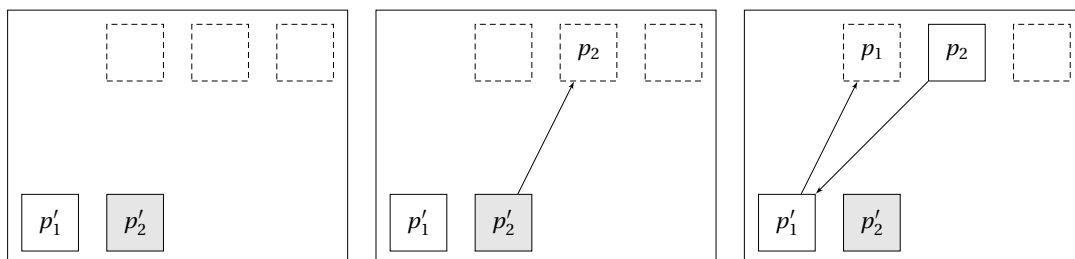 p₂ p₁ p₂
p′₁ p′₂ p′₁ p′₂ p′₁ p′₂